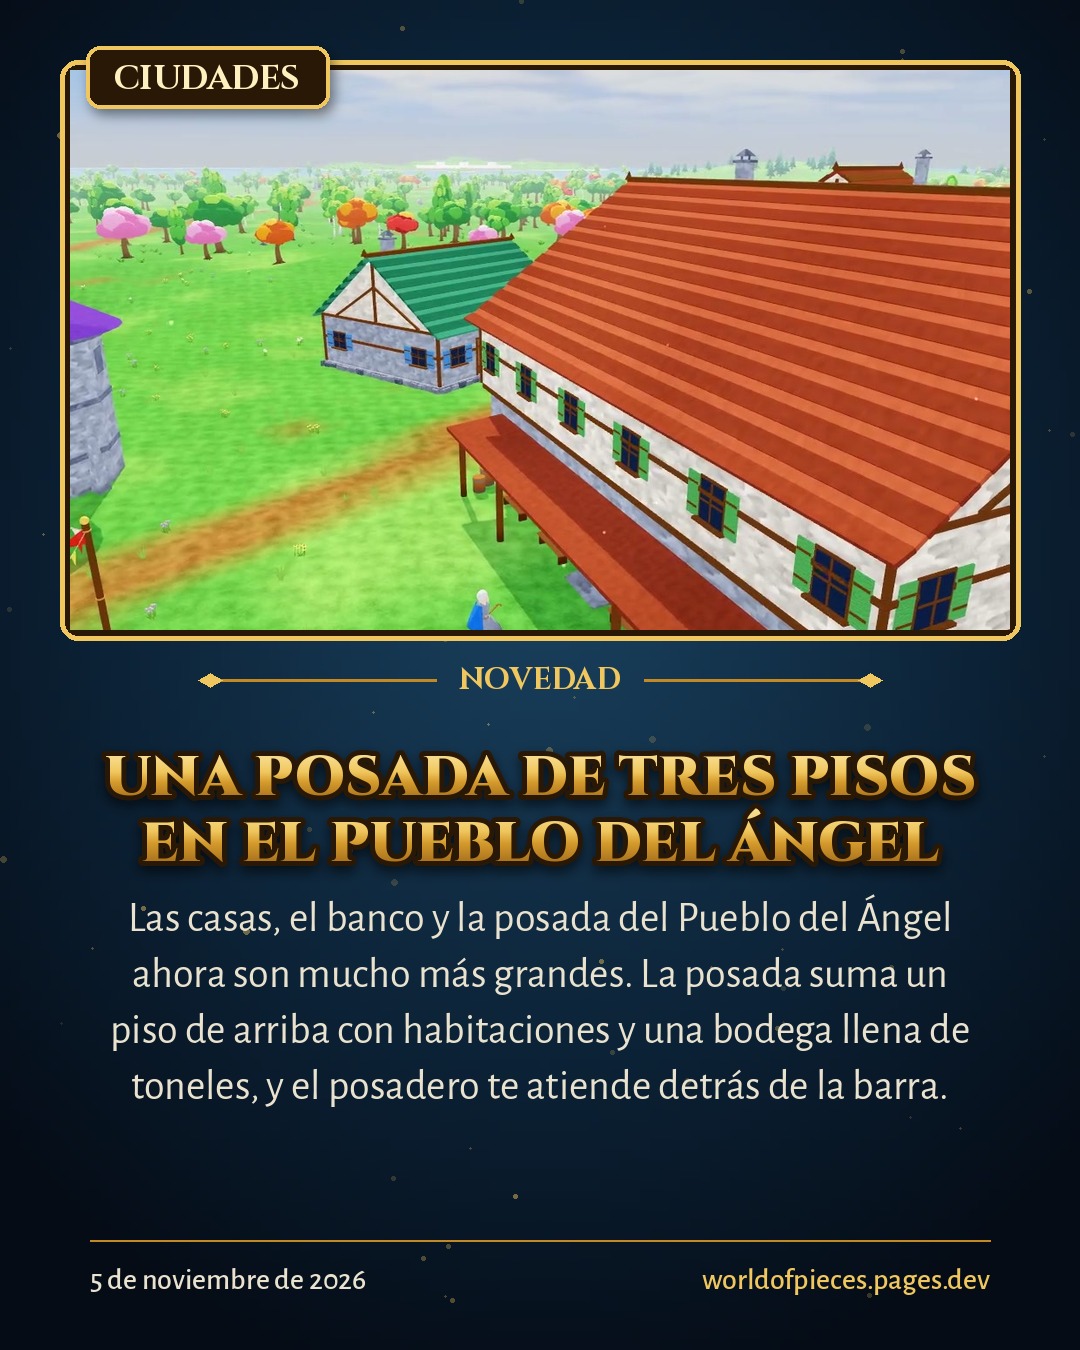 CIUDADES
NOVEDAD
UNA POSADA DE TRES PISOS
EN EL PUEBLO DEL ÁNGEL
Las casas, el banco y la posada del Pueblo del Ángel
ahora son mucho más grandes. La posada suma un
piso de arriba con habitaciones y una bodega llena de
toneles, y el posadero te atiende detrás de la barra.
5 de noviembre de 2026
worldofpieces.pages.dev